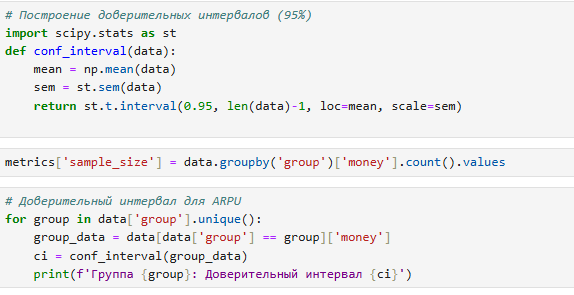 # Построение доверительных интервалов (95%)
import scipy.stats as st
def conf_interval(data):
    mean = np.mean(data)
    sem = st.sem(data)
    return st.t.interval(0.95, len(data)-1, loc=mean, scale=sem)
metrics['sample_size'] = data.groupby('group')['money'].count().values
# Доверительный интервал для ARPU
for group in data['group'].unique():
    group_data = data[data['group'] == group]['money']
    ci = conf_interval(group_data)
    print(f'Группа {group}: Доверительный интервал {ci}')